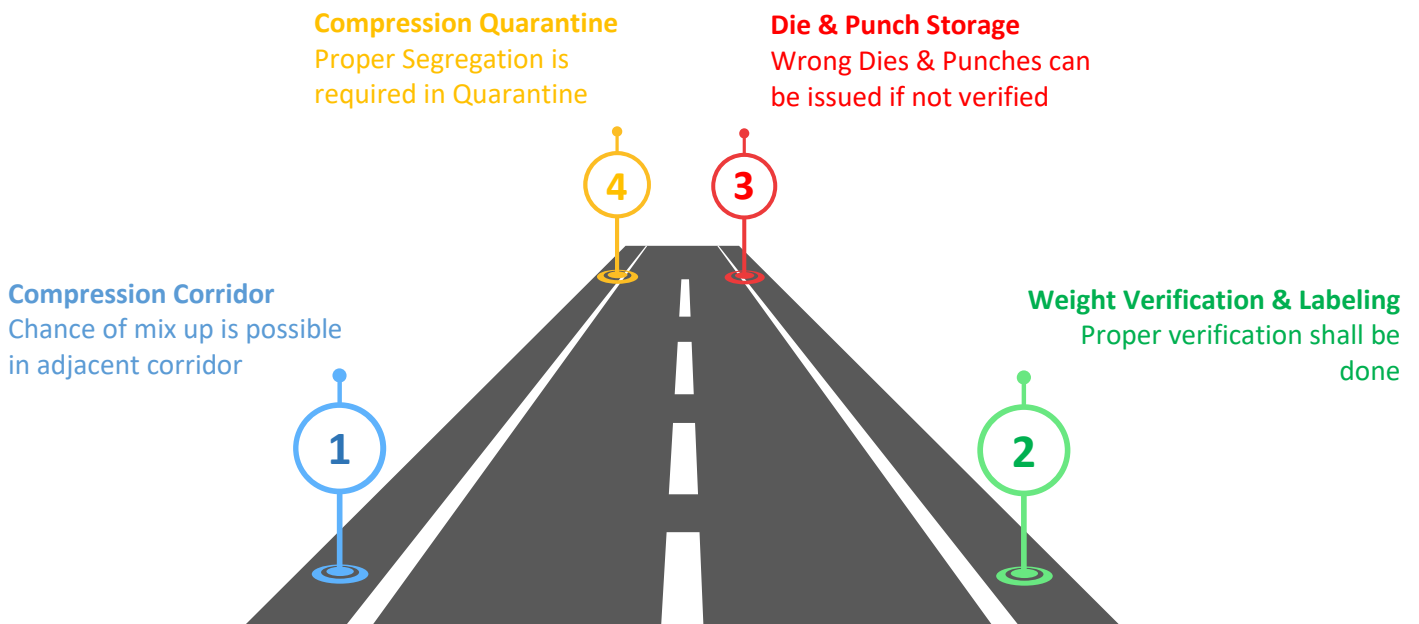 Compression Quarantine
Proper Segregation is
required in Quarantine
Die & Punch Storage
Wrong Dies & Punches can
be issued if not verified
4
3
Compression Corridor
Chance of mix up is possible
in adjacent corridor
Weight Verification & Labeling
Proper verification shall be
done
1
2